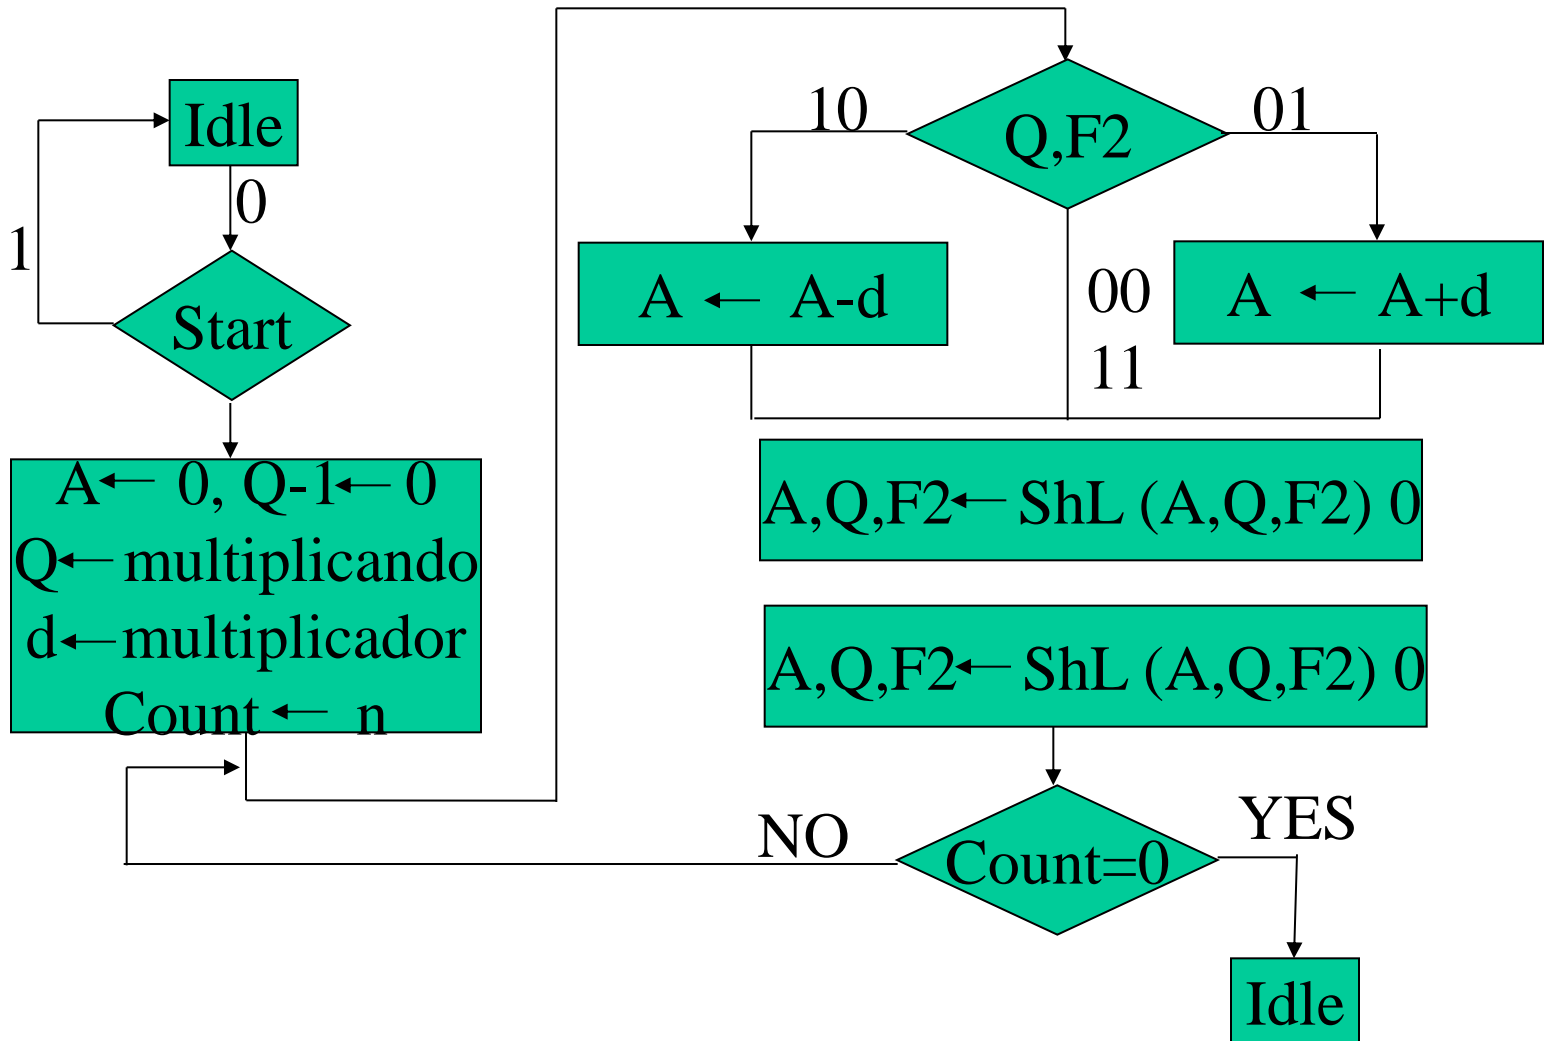 Idle
0
1
Start
A← 0, Q-1← 0
Q← multiplicando
d← multiplicador
Count ← n
Q,F2
10
01
A ← A-d
00
11
A ← A+d
A,Q,F2← ShL (A,Q,F2) 0
A,Q,F2← ShL (A,Q,F2) 0
Count=0
NO
YES
Idle